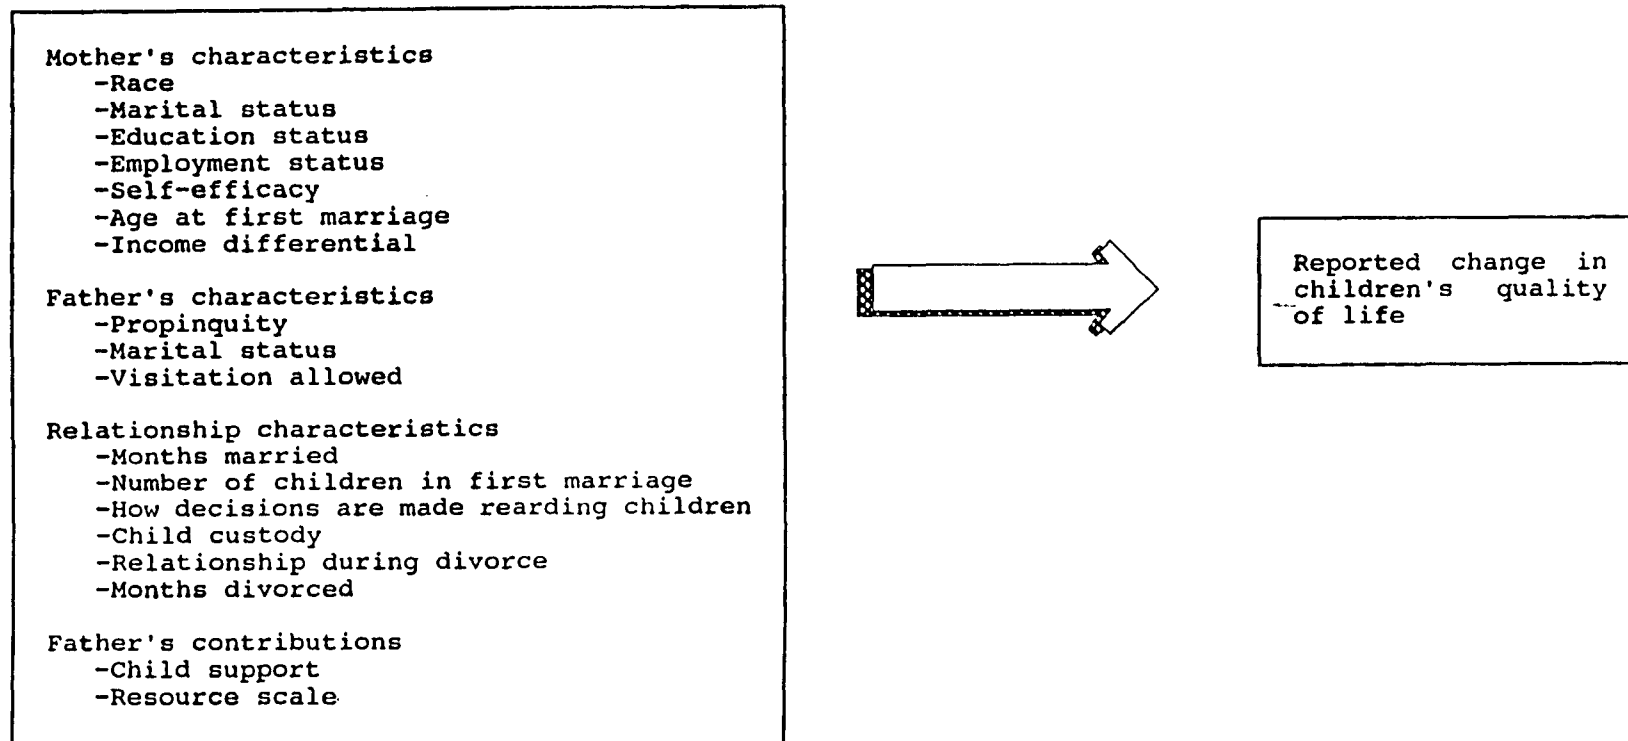 Mother's characteristics
-Race
-Marital status
-Education status
-Employment status
-Self-efficacy
-Age at first marriage
-Income differential
Father's characteristics
-Propinquity
-Marital status
-Visitation allowed
Relationship characteristics
-Months married
-Number of children in first marriage
-How decisions are made rearding children
-Child custody
-Relationship during divorce
-Months divorced
Father's contributions
-Child support
-Resource scale
Reported change in
children's quality
of life